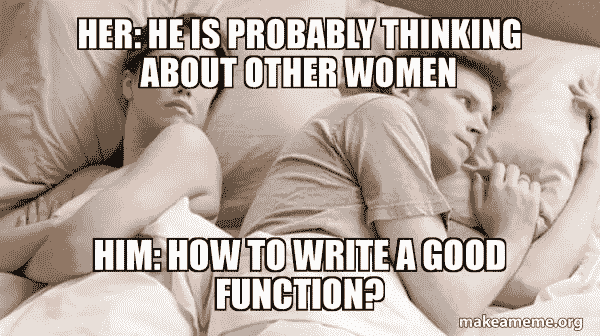 HER: HE IS PROBABLY THINKING
ABOUT OTHER WOMEN
HIM: HOW TO WRITE A GOOD
FUNCTION?
makeameme.org